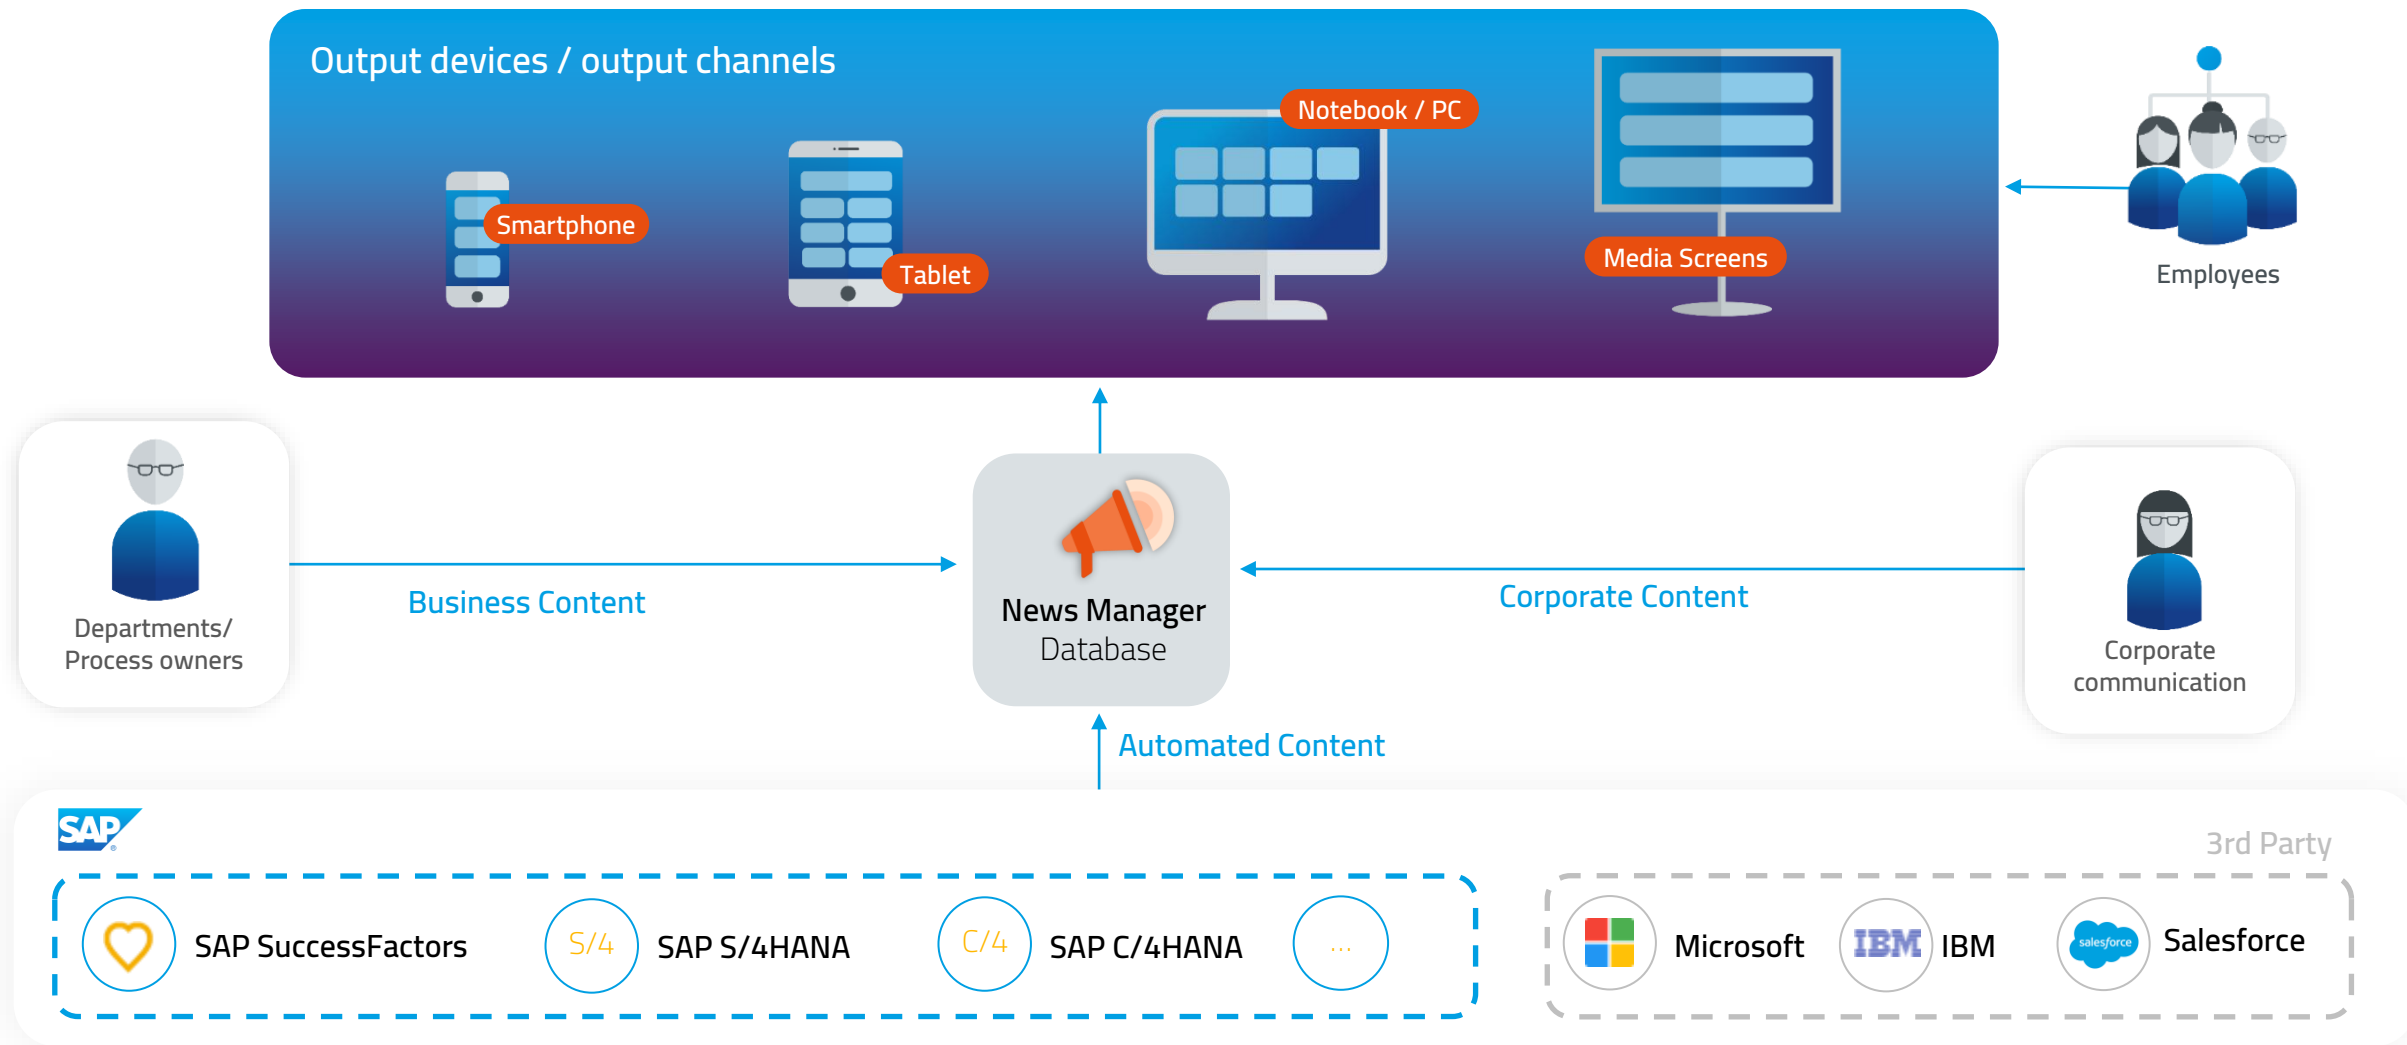 Output devices / output channels
Notebook / PC
Smartphone
Tablet
Media Screens
Employees
Departments/
Process owners
Business Content
News Manager
Database
Corporate Content
Corporate
communication
Automated Content
SAP
®
3rd Party
SAP SuccessFactors
S/4
SAP S/4HANA
C/4
SAP C/4HANA
...
Microsoft
IBM
IBM
salesforce
Salesforce